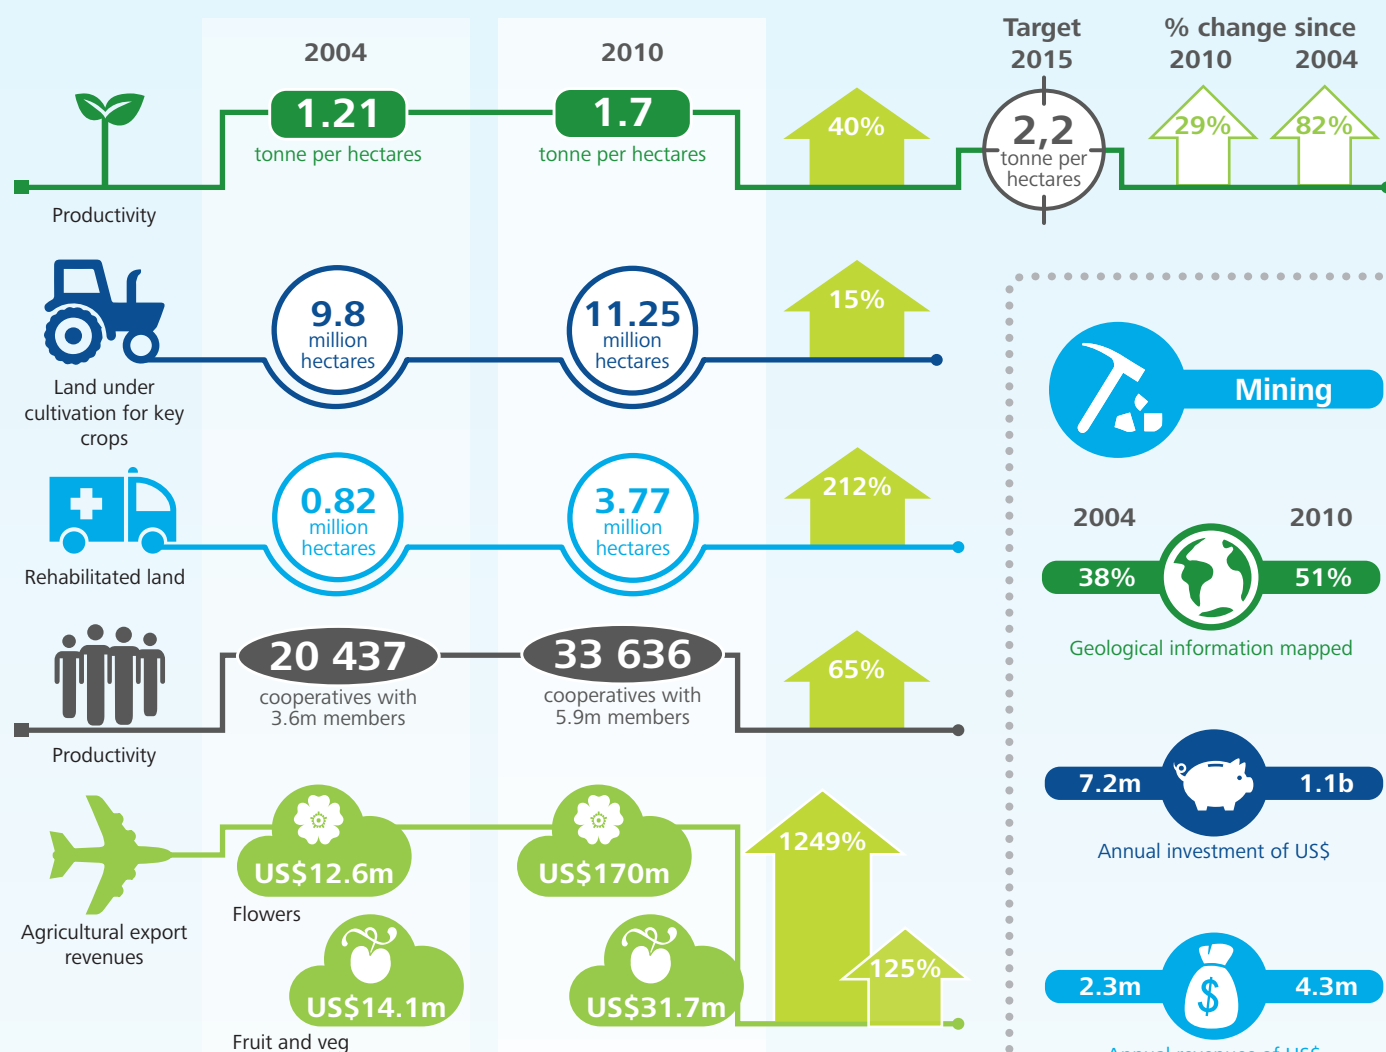 2004
2010
Target
2015
% change since
2010
2004
1.21
tonne per hectares
1.7
tonne per hectares
40%
2,2
tonne per
hectares
29%
82%
Productivity
9.8
million
hectares
11.25
million
hectares
15%
Land under
cultivation for key
crops
0.82
million
hectares
3.77
million
hectares
212%
Rehabilitated land
20 437
cooperatives with
3.6m members
33 636
cooperatives with
5.9m members
65%
Productivity
US$12.6m
US$170m
1249%
Flowers
Agricultural export
revenues
US$14.1m
US$31.7m
125%
Fruit and veg
Mining
2004
2010
38%
51%
Geological information mapped
7.2m
1.1b
Annual investment of US$
2.3m
$
4.3m
Annual revenues of US$